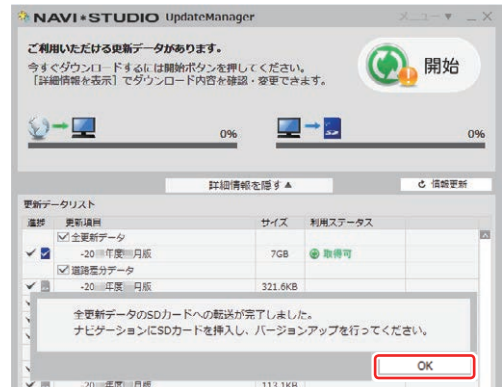 NAVI•STUDIO UpdateManager
メニュー▼ _ X
ご利用いただける更新データがあります。
今すぐダウンロードするには開始ボタンを押してください。
[詳細情報を表示] でダウンロード内容を確認・変更できます。
開始
0%
0%
詳細情報を隠す▲
情報更新
更新データリスト
進捗 更新項目 サイズ 利用ステータス
全更新データ
-20 年度 月版 7GB 取得可
道路差分データ
-20 年度 月版 321.6KB
全更新データのSDカードへの転送が完了しました。
ナビゲーションにSDカードを挿入し、バージョンアップを行ってください。
OK
-20 年度 月版 113.1KB